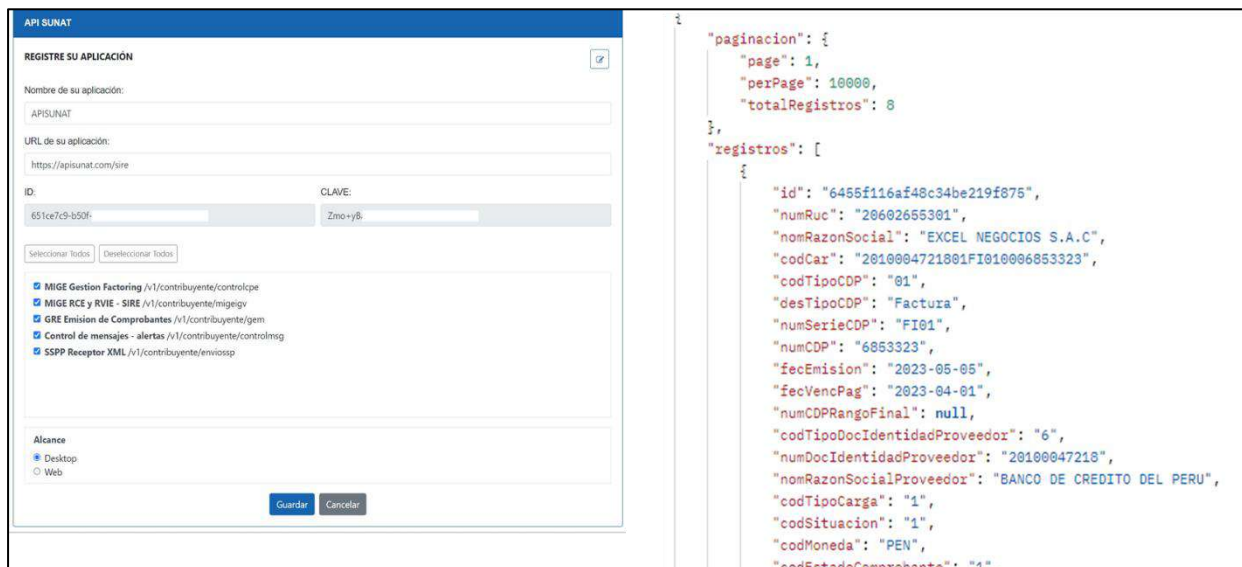 API SUNAT
REGISTRE SU APLICACIÓN
Nombre de su aplicación:
APISUNAT
URL de su aplicación:
https://apisunat.com/sire
ID:
CLAVE:
651ce7c9-b50f-
Zmo+yB
Seleccionar Todos
Deseleccionar Todos
MIGE Gestion Factoring /v1/contribuyente/controlcpe
MIGE RCE y RVIE - SIRE /v1/contribuyente/migeigv
GRE Emision de Comprobantes /v1/contribuyente/gem
Control de mensajes - alertas /v1/contribuyente/controlmsg
SSPP Receptor XML /v1/contribuyente/enviossp
Alcance
Desktop
Web
Guardar
Cancelar
{
"paginacion": {
"page": 1,
"perPage": 10000,
"totalRegistros": 8
},
"registros": [
{
"id": "6455f116af48c34be219f875",
"numRuc": "20602655301",
"nomRazonSocial": "EXCEL NEGOCIOS S.A.C",
"codCar": "2010004721801FI010006853323",
"codTipoCDP": "01",
"desTipoCDP": "Factura",
"numSerieCDP": "FI01",
"numCDP": "6853323",
"fecEmision": "2023-05-05",
"fecVencPag": "2023-04-01",
"numCDPRangoFinal": null,
"codTipoDocIdentidadProveedor": "6",
"numDocIdentidadProveedor": "20100047218",
"nomRazonSocialProveedor": "BANCO DE CREDITO DEL PERU",
"codTipoCarga": "1",
"codSituacion": "1",
"codMoneda": "PEN",
"codEstadoComprobante": "1"